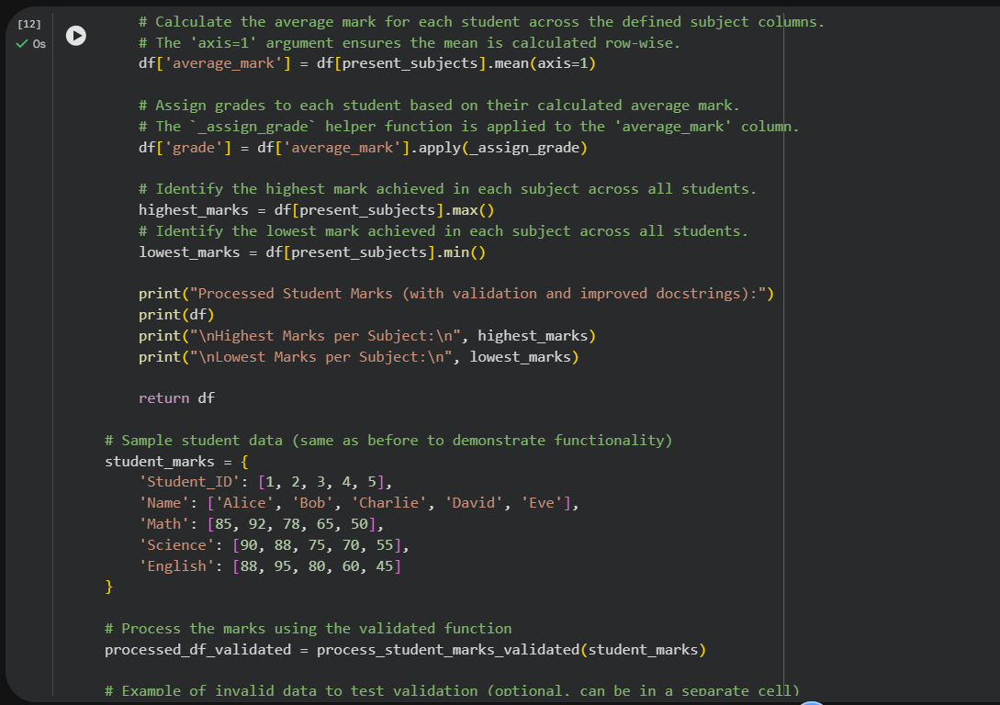 [12]
0s
# Calculate the average mark for each student across the defined subject columns.
# The 'axis=1' argument ensures the mean is calculated row-wise.
df['average_mark'] = df[present_subjects].mean(axis=1)
# Assign grades to each student based on their calculated average mark.
# The `_assign_grade` helper function is applied to the 'average_mark' column.
df['grade'] = df['average_mark'].apply(_assign_grade)
# Identify the highest mark achieved in each subject across all students.
highest_marks = df[present_subjects].max()
# Identify the lowest mark achieved in each subject across all students.
lowest_marks = df[present_subjects].min()
print("Processed Student Marks (with validation and improved docstrings):")
print(df)
print("\nHighest Marks per Subject:\n", highest_marks)
print("\nLowest Marks per Subject:\n", lowest_marks)
return df
# Sample student data (same as before to demonstrate functionality)
student_marks = {
'Student_ID': [1, 2, 3, 4, 5],
'Name': ['Alice', 'Bob', 'Charlie', 'David', 'Eve'],
'Math': [85, 92, 78, 65, 50],
'Science': [90, 88, 75, 70, 55],
'English': [88, 95, 80, 60, 45]
}
# Process the marks using the validated function
processed_df_validated = process_student_marks_validated(student_marks)
# Example of invalid data to test validation (optional, can be in a separate cell)